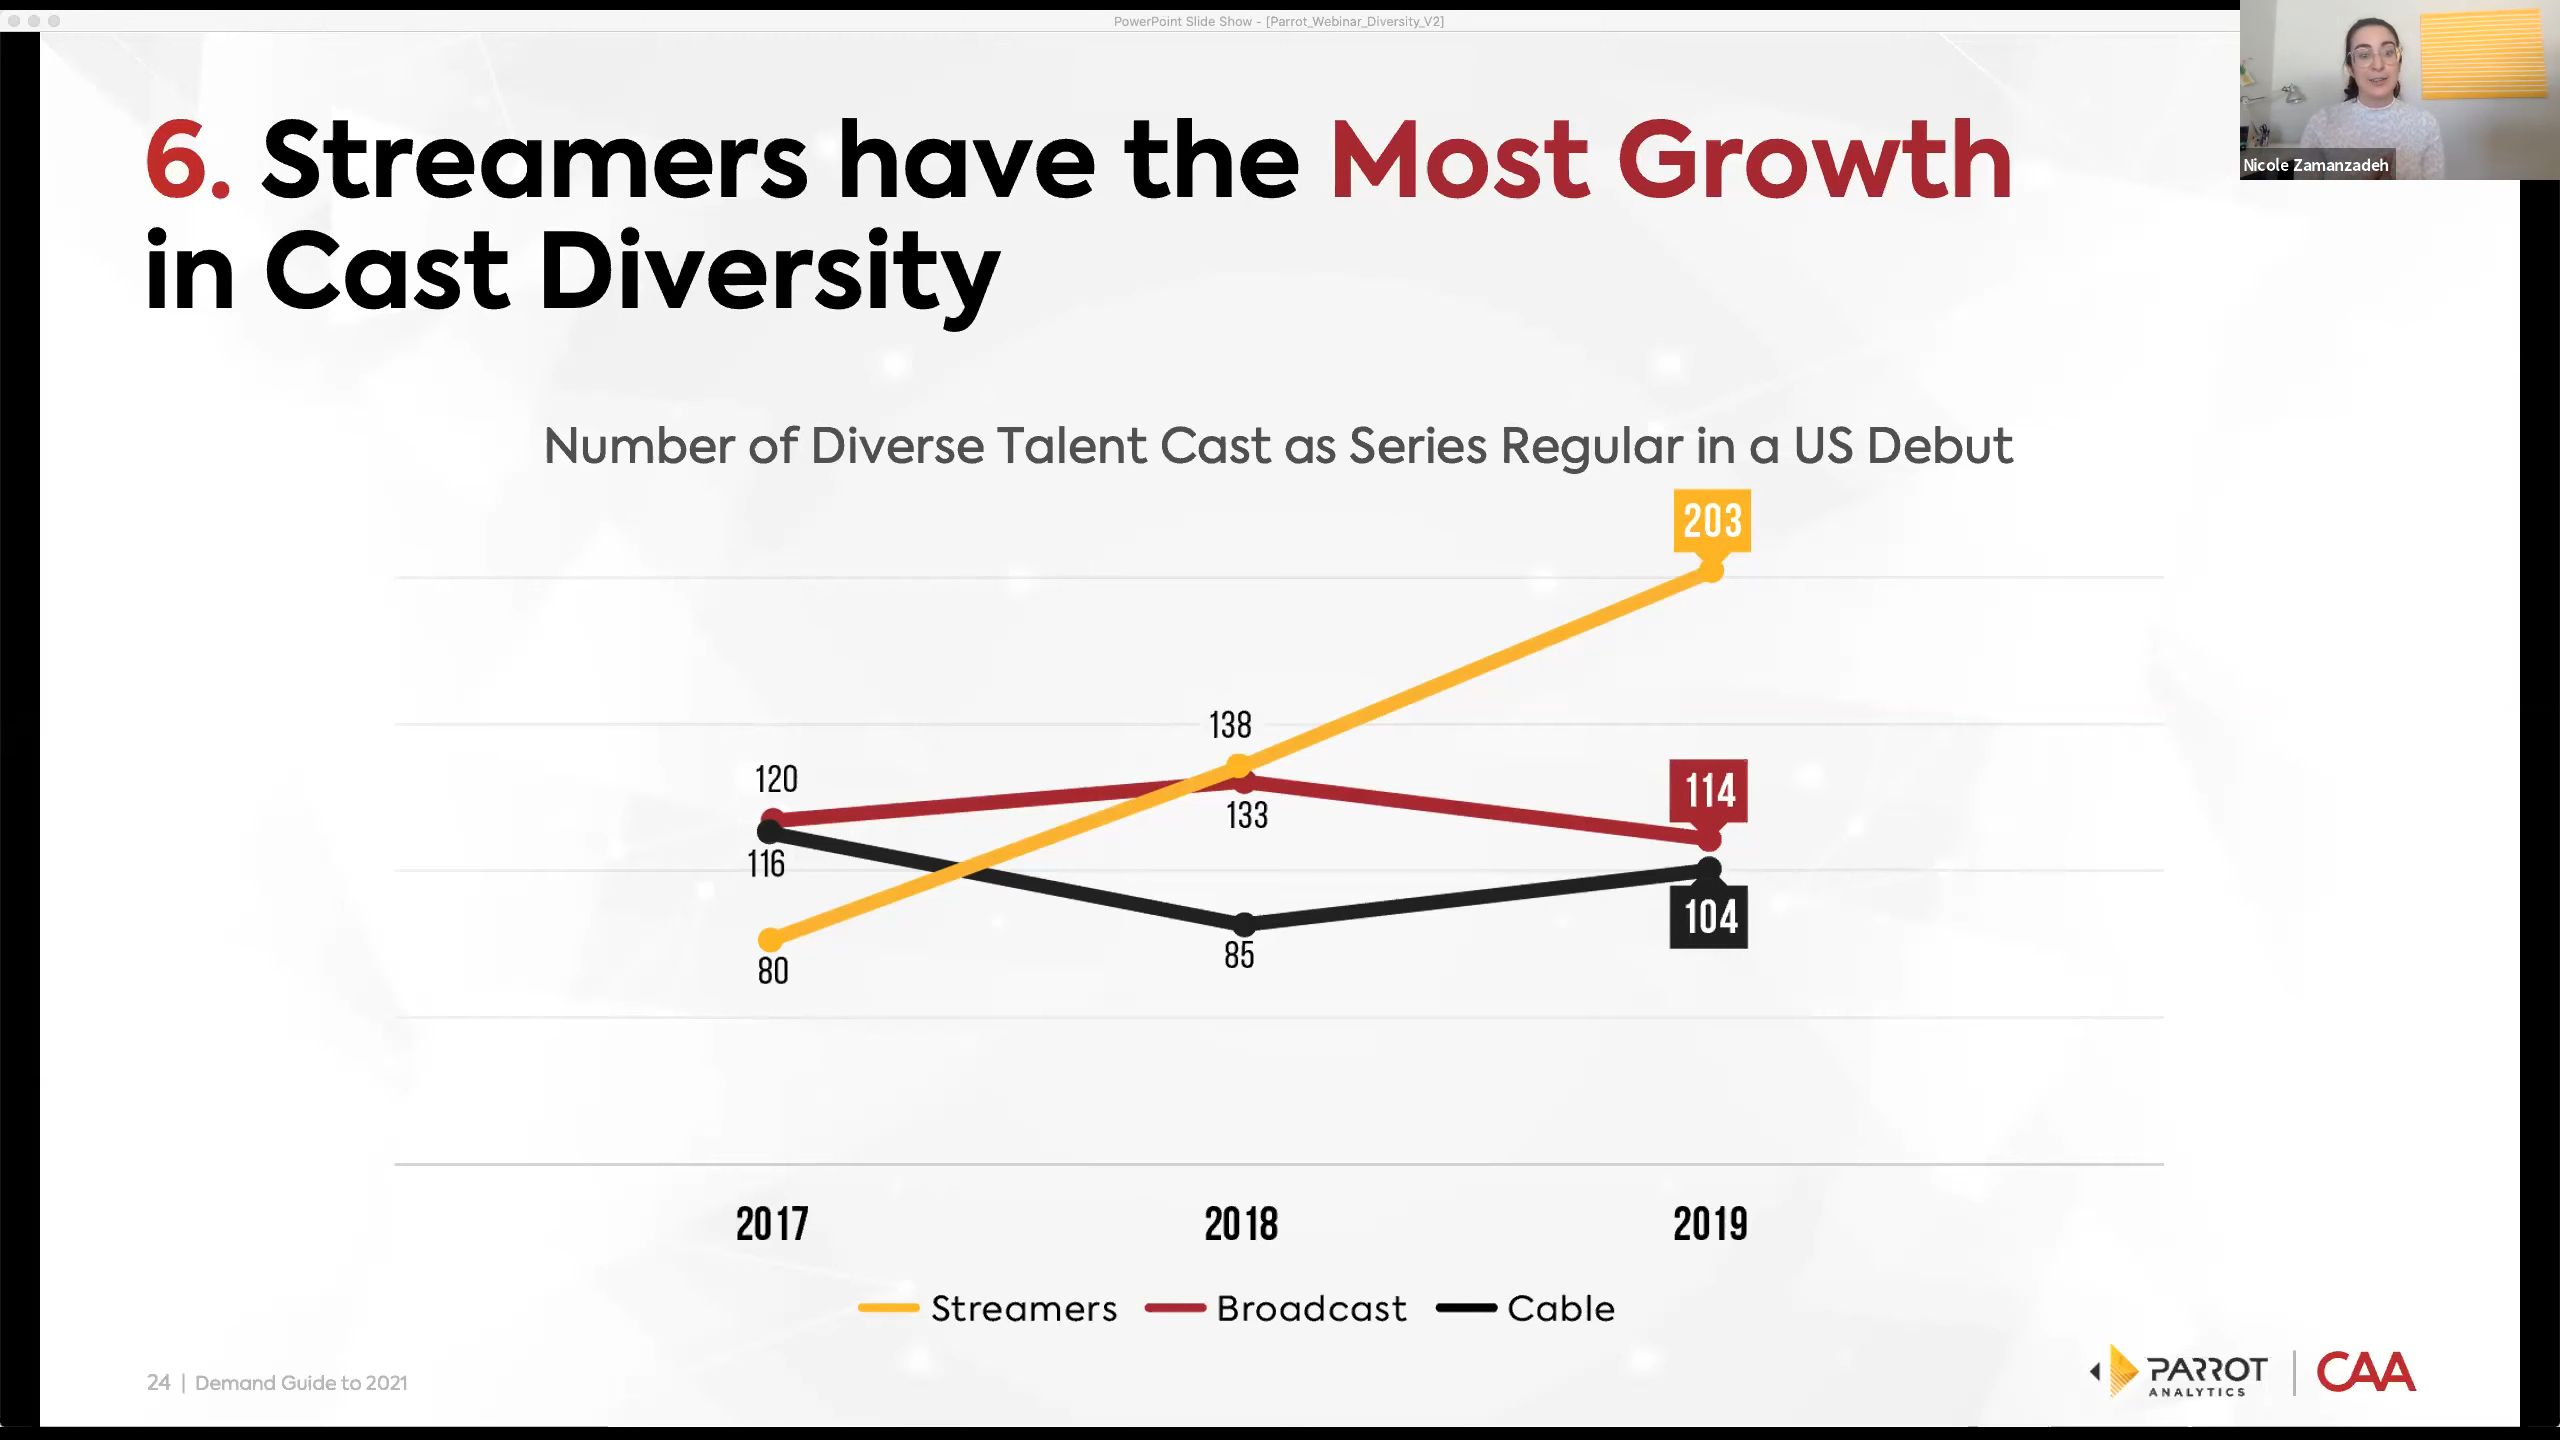 PowerPoint Slide Show - [Parrot_Webinar_Diversity_V2]
Nicole Zamanzadeh
6. Streamers have the Most Growth
in Cast Diversity
Number of Diverse Talent Cast as Series Regular in a US Debut
203
138
120
133
114
116
104
80
85
2017 2018 2019
Streamers Broadcast Cable
24 | Demand Guide to 2021
PARROT
ANALYTICS
CAA